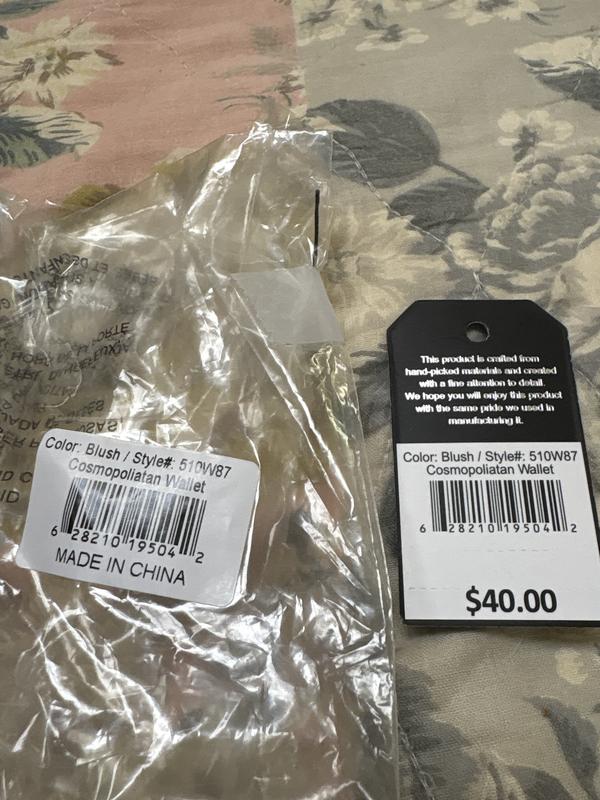 Color: Blush / Style#: 510W87
Cosmopoliatan Wallet
6 28210 19504 2
MADE IN CHINA
This product is crafted from
hand-picked materials and created
with a fine attention to detail.
We hope you will enjoy this product
with the same pride we used in
manufacturing it.
Color: Blush / Style#: 510W87
Cosmopoliatan Wallet
6 28210 19504 2
$40.00